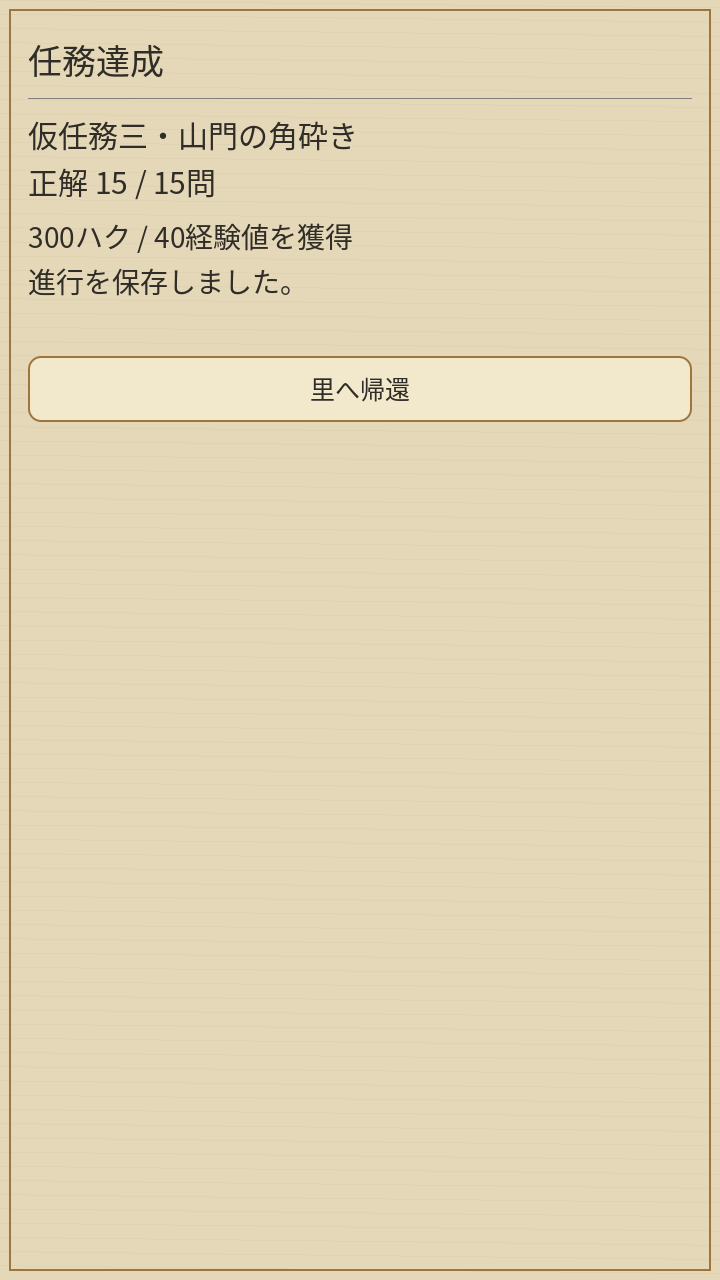 任務達成
仮任務三・山門の角砕き
正解 15 / 15問
300ハク / 40経験値を獲得
進行を保存しました。
里へ帰還